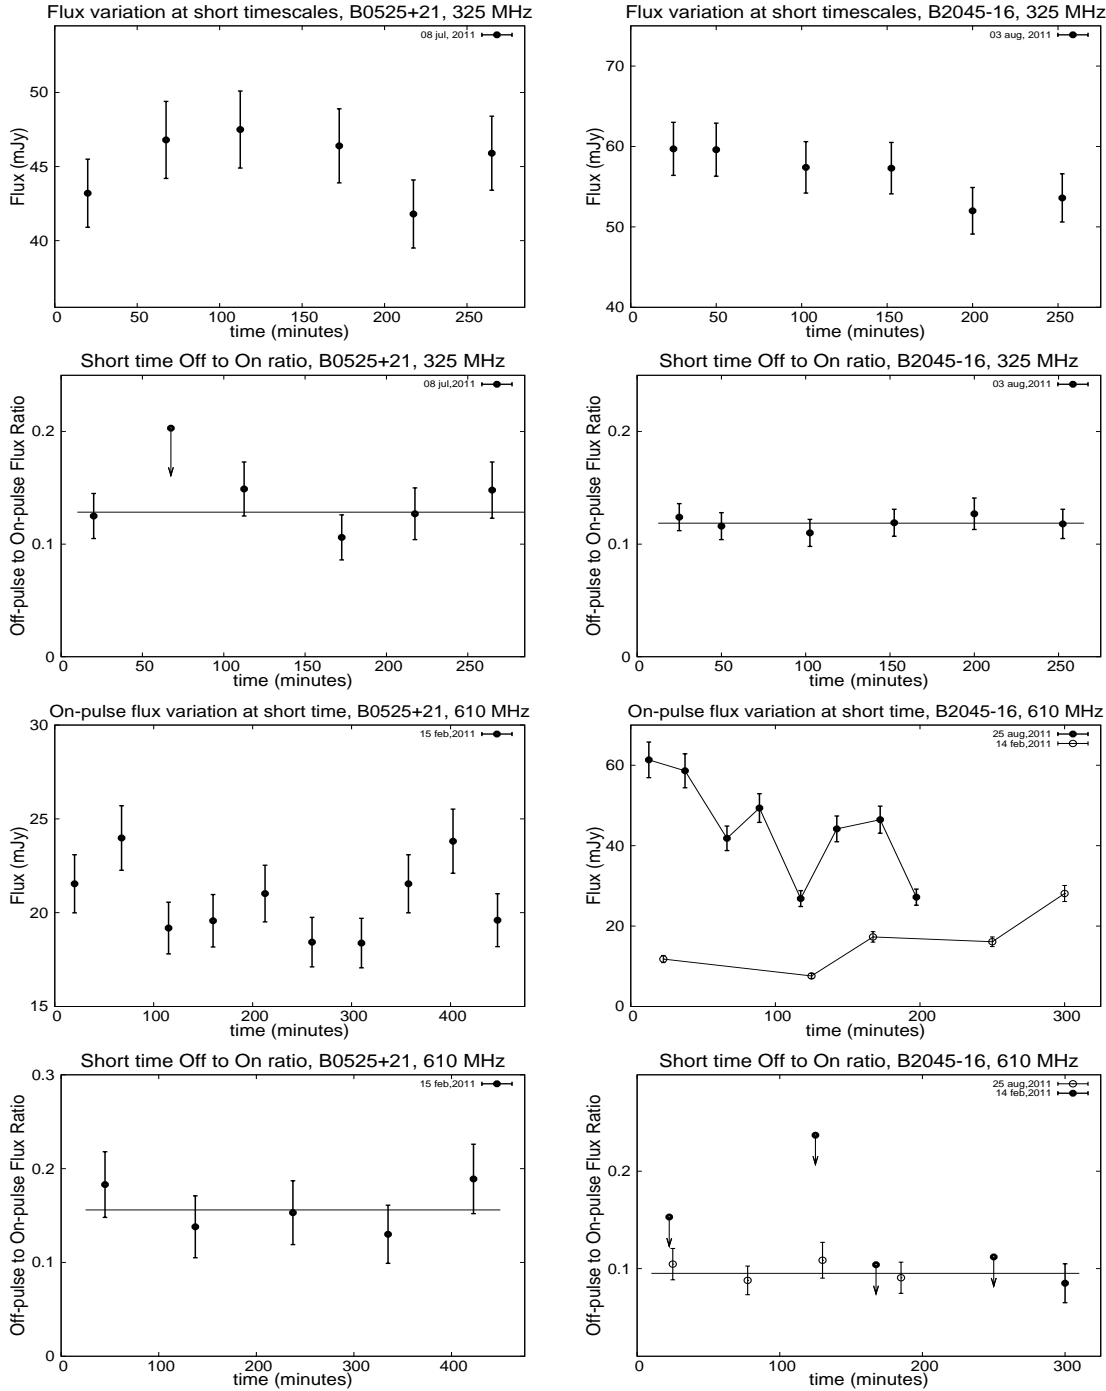 Flux variation at short timescales, B0525+21, 325 MHz
08 jul, 2011
Flux (mJy)
50
45
40
0 50 100 150 200 250
time (minutes)
Flux variation at short timescales, B2045-16, 325 MHz
03 aug, 2011
Flux (mJy)
70
60
50
40
0 50 100 150 200 250
time (minutes)
Short time Off to On ratio, B0525+21, 325 MHz
08 jul,2011
Off-pulse to On-pulse Flux Ratio
0.2
0.1
0
0 50 100 150 200 250
time (minutes)
Short time Off to On ratio, B2045-16, 325 MHz
03 aug,2011
Off-pulse to On-pulse Flux Ratio
0.2
0.1
0
0 50 100 150 200 250
time (minutes)
On-pulse flux variation at short time, B0525+21, 610 MHz
15 feb,2011
Flux (mJy)
30
25
20
15
0 100 200 300 400
time (minutes)
On-pulse flux variation at short time, B2045-16, 610 MHz
25 aug,2011
14 feb,2011
Flux (mJy)
60
40
20
0
0 100 200 300
time (minutes)
Short time Off to On ratio, B0525+21, 610 MHz
15 feb,2011
Off-pulse to On-pulse Flux Ratio
0.3
0.2
0.1
0
0 100 200 300 400
time (minutes)
Short time Off to On ratio, B2045-16, 610 MHz
25 aug,2011
14 feb,2011
Off-pulse to On-pulse Flux Ratio
0.2
0.1
0 100 200 300
time (minutes)